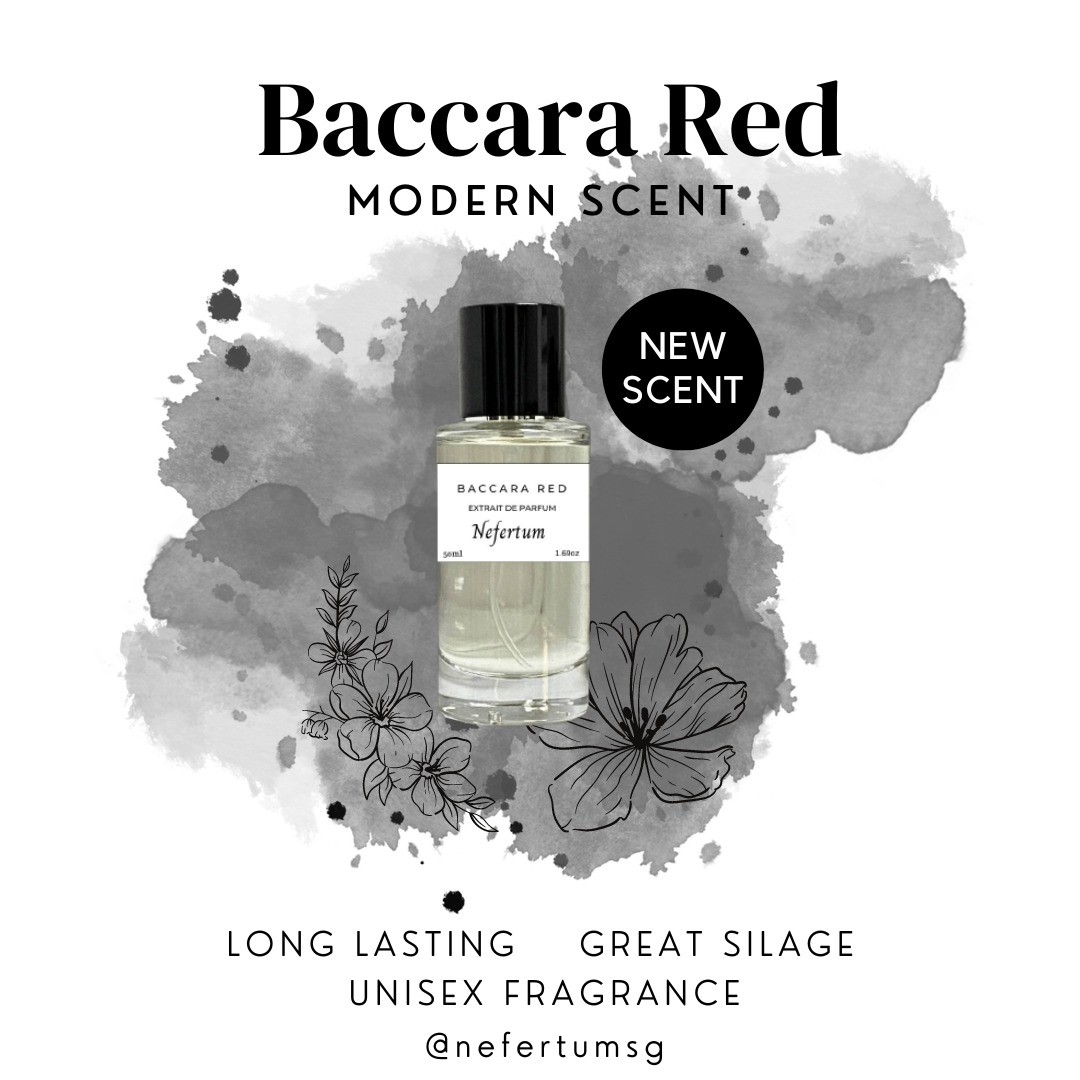 Baccara Red
MODERN SCENT
NEW
SCENT
BACCARA RED
EXTRAIT DE PARFUM
Nefertum
50ml 1.69oz
LONG LASTING GREAT SILAGE
UNISEX FRAGRANCE
@nefertumsg